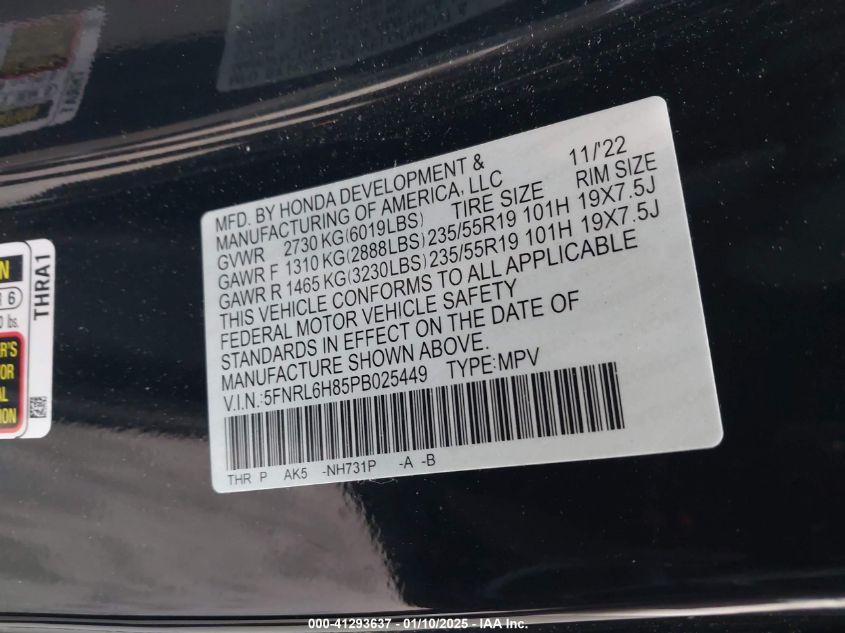 MFD. BY HONDA DEVELOPMENT & 11/'22
MANUFACTURING OF AMERICA, LLC
GVWR 2730 KG(6019LBS) TIRE SIZE RIM SIZE
GAWR F 1310 KG(2888LBS) 235/55R19 101H 19X7.5J
GAWR R 1465 KG(3230LBS) 235/55R19 101H 19X7.5J
THIS VEHICLE CONFORMS TO ALL APPLICABLE
FEDERAL MOTOR VEHICLE SAFETY
STANDARDS IN EFFECT ON THE DATE OF
MANUFACTURE SHOWN ABOVE.
V.I.N.:5FNRL6H85PB025449 TYPE:MPV
THR P AK5 -NH731P -A -B
THRA1
lbs.
000-41293637 - 01/10/2025 - IAA Inc.